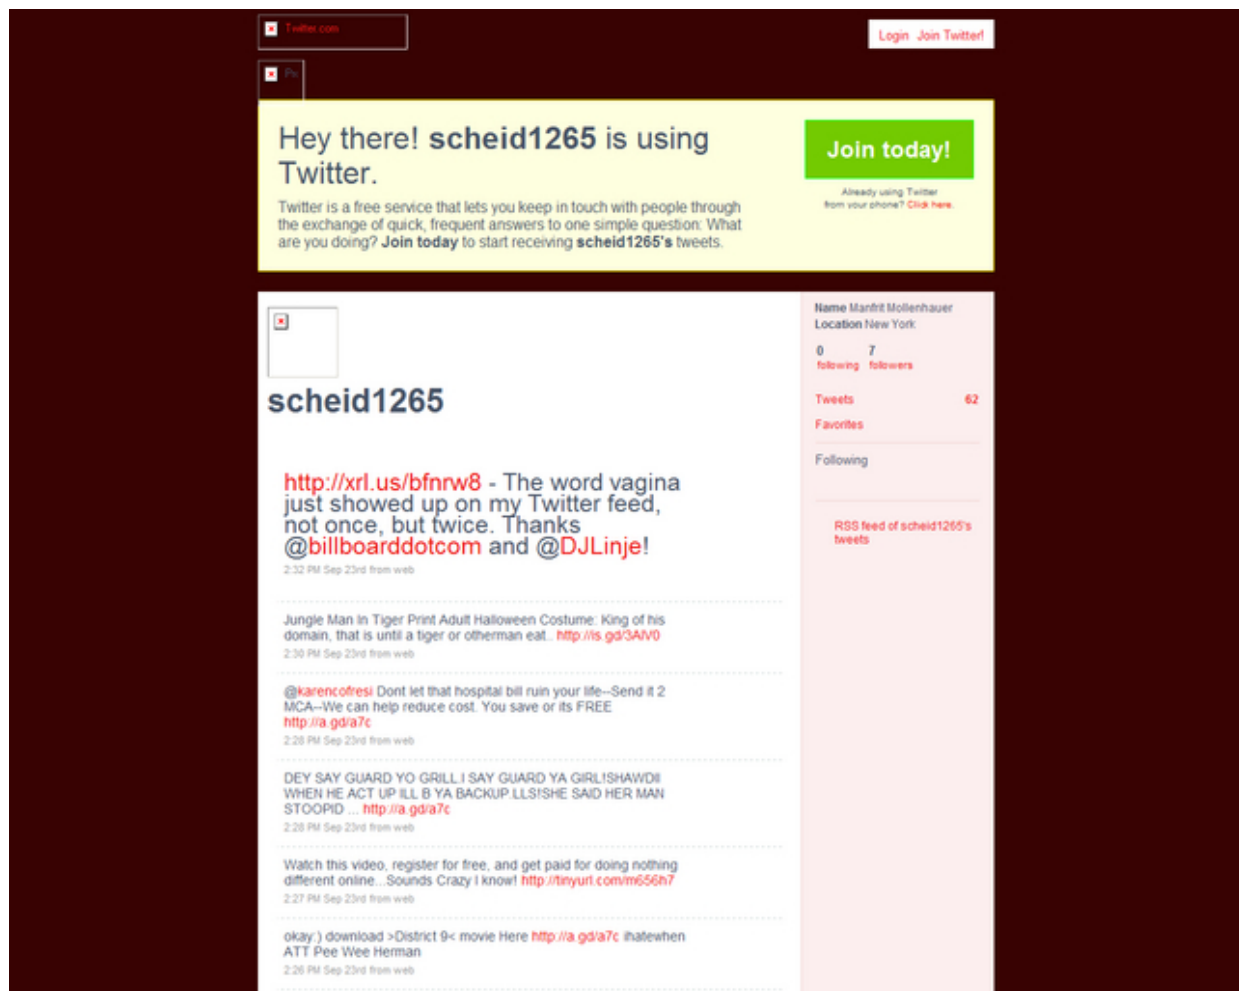 Twitter.com
Login Join Twitter!
Hey there! scheid1265 is using
Twitter.
Join today!
Already using Twitter
from your phone? Click here.
Twitter is a free service that lets you keep in touch with people through
the exchange of quick, frequent answers to one simple question: What
are you doing? Join today to start receiving scheid1265's tweets.
scheid1265
http://xrl.us/bfnrw8 - The word vagina
just showed up on my Twitter feed,
not once, but twice. Thanks
@billboarddotcom and @DJLinje!
2:32 PM Sep 23rd from web
Jungle Man In Tiger Print Adult Halloween Costume: King of his
domain, that is until a tiger or otherman eat.. http://is.gd/3AlV0
2:30 PM Sep 23rd from web
@karencofresi Dont let that hospital bill ruin your life--Send it 2
MCA--We can help reduce cost. You save or its FREE
http://a.gd/a7c
2:28 PM Sep 23rd from web
DEY SAY GUARD YO GRILL.I SAY GUARD YA GIRL!SHAWDII
WHEN HE ACT UP ILL B YA BACKUP.LLS!SHE SAID HER MAN
STOOPID ... http://a.gd/a7c
2:28 PM Sep 23rd from web
Watch this video, register for free, and get paid for doing nothing
different online...Sounds Crazy I know! http://tinyurl.com/m656h7
2:27 PM Sep 23rd from web
okay:) download >District 9< movie Here http://a.gd/a7c ihatewhen
ATT Pee Wee Herman
2:26 PM Sep 23rd from web
Name Manfrit Mollenhauer
Location New York
0 7
following followers
Tweets 62
Favorites
Following
RSS feed of scheid1265's
tweets